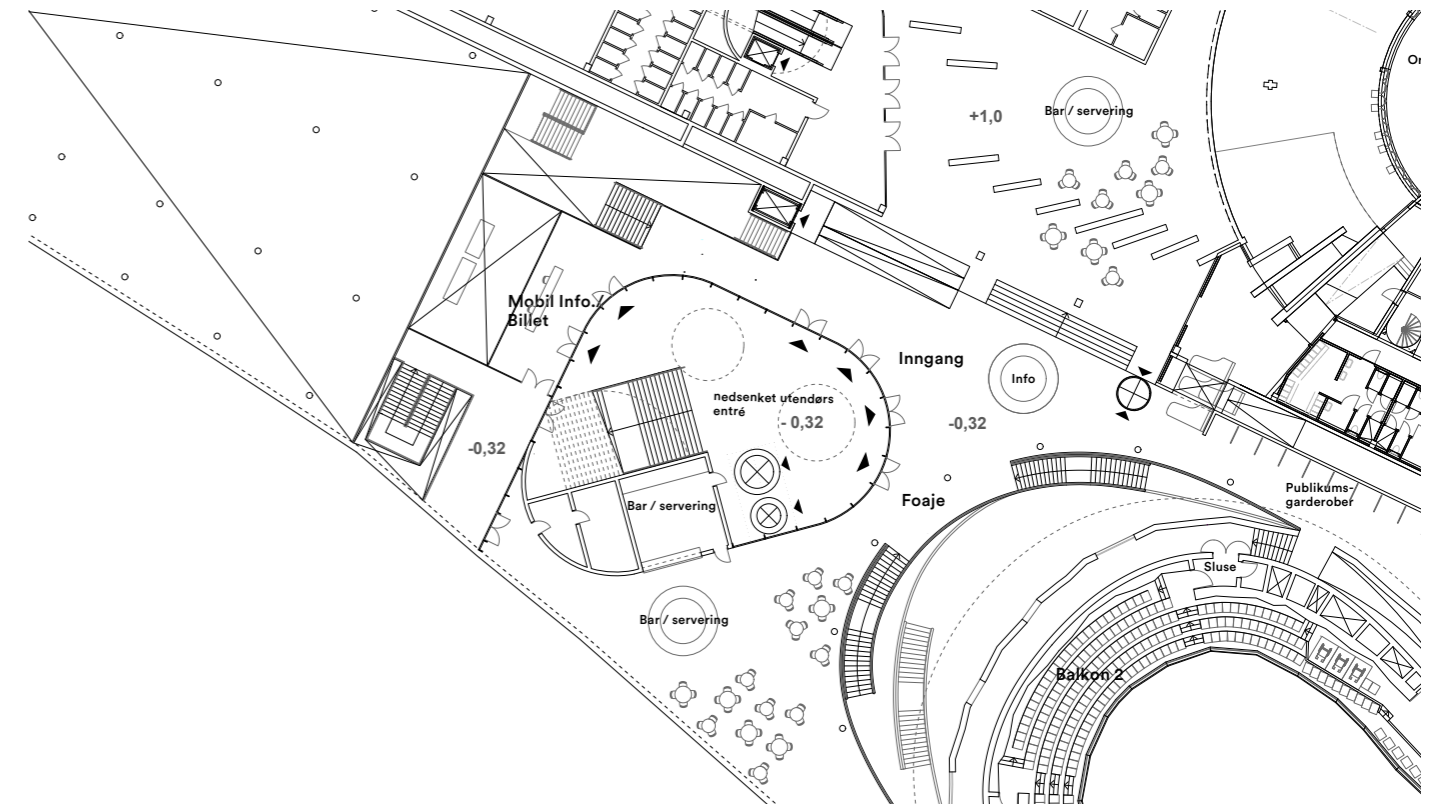 Or
Bar / servering
+1,0
Mobil Info./
Billet
Inngang
Info
nedsenket utendørs
entré
- 0,32
-0,32
-0,32
Publikums-
garderober
Foaje
Bar / servering
Sluse
Bar / servering
Balkon 2